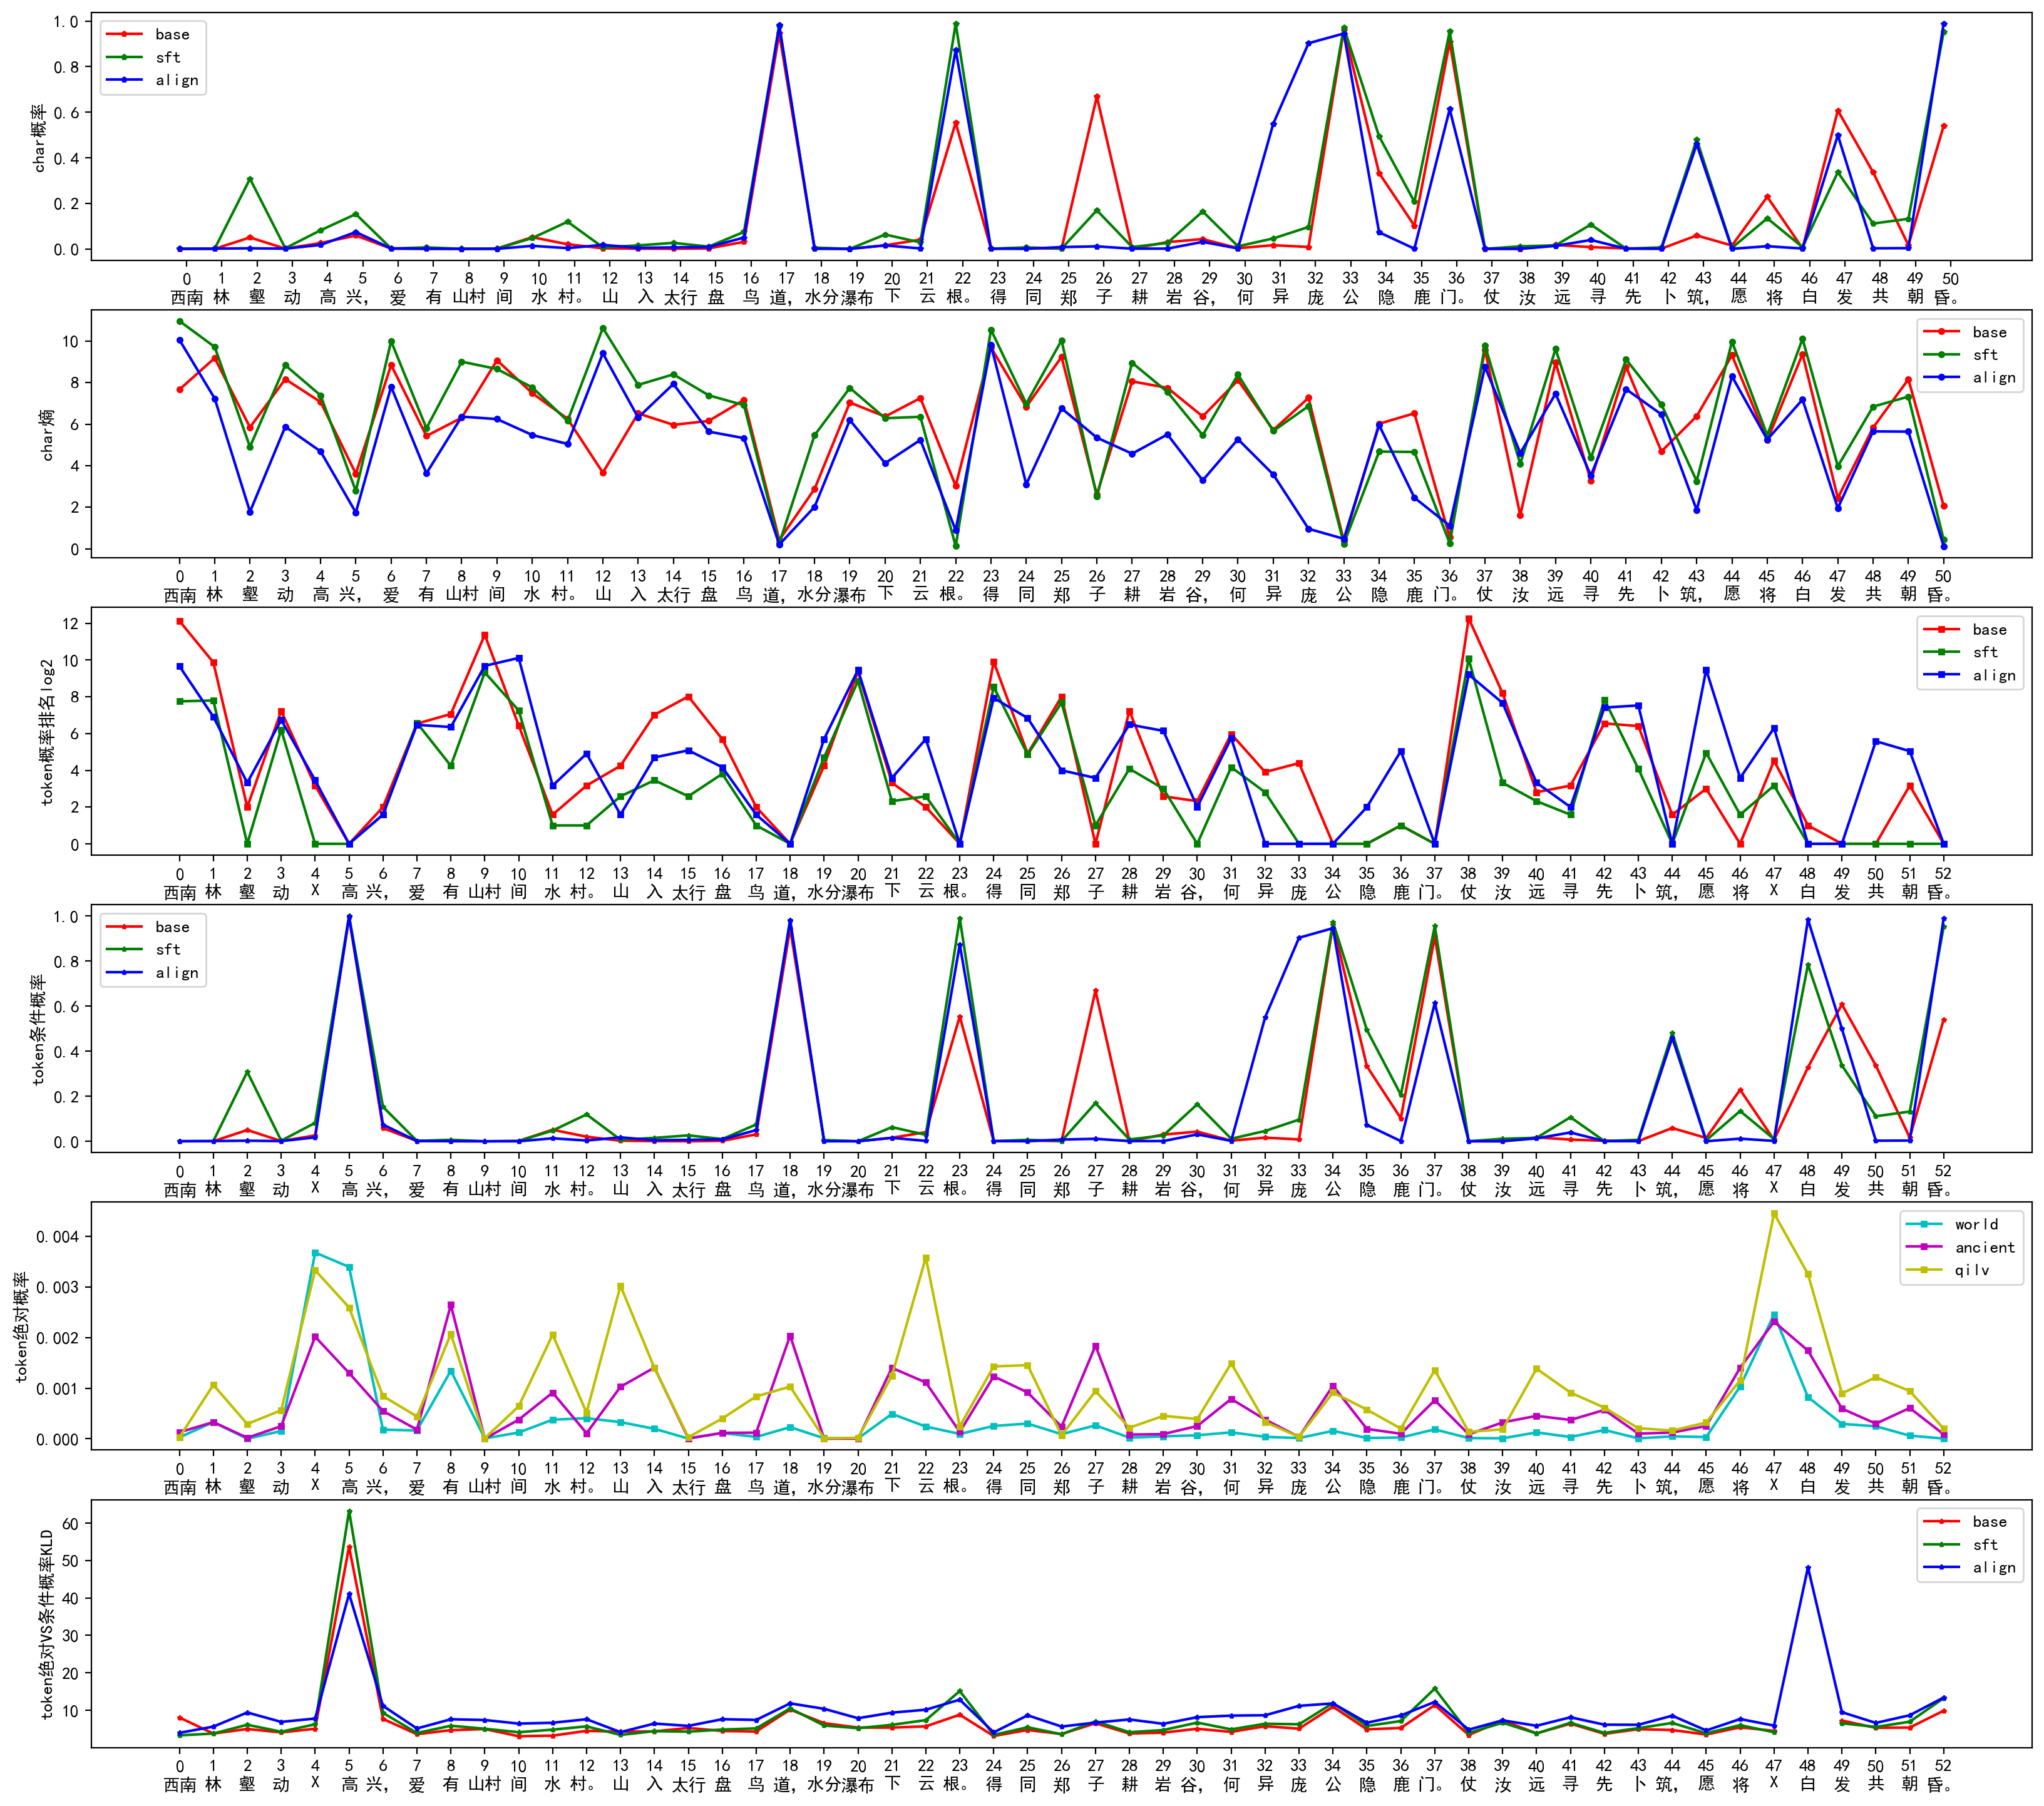 char概率
1.0
0.8
0.6
0.4
0.2
0.0
base
sft
align
0 1 2 3 4 5 6 7 8 9 10 11 12 13 14 15 16 17 18 19 20 21 22 23 24 25 26 27 28 29 30 31 32 33 34 35 36 37 38 39 40 41 42 43 44 45 46 47 48 49 50
西南 林 壑 动 高 兴， 爱 有 山村 间 水 村。 山 入 太行 盘 鸟 道， 水分 瀑布 下 云 根。 得 同 郑 子 耕 岩 谷， 何 异 庞 公 隐 鹿 门。 仗 汝 远 寻 先 卜 筑， 愿 将 白 发 共 朝 昏。
char熵
10
8
6
4
2
0
base
sft
align
0 1 2 3 4 5 6 7 8 9 10 11 12 13 14 15 16 17 18 19 20 21 22 23 24 25 26 27 28 29 30 31 32 33 34 35 36 37 38 39 40 41 42 43 44 45 46 47 48 49 50
西南 林 壑 动 高 兴， 爱 有 山村 间 水 村。 山 入 太行 盘 鸟 道， 水分 瀑布 下 云 根。 得 同 郑 子 耕 岩 谷， 何 异 庞 公 隐 鹿 门。 仗 汝 远 寻 先 卜 筑， 愿 将 白 发 共 朝 昏。
token概率排名log2
12
10
8
6
4
2
0
base
sft
align
0 1 2 3 4 5 6 7 8 9 10 11 12 13 14 15 16 17 18 19 20 21 22 23 24 25 26 27 28 29 30 31 32 33 34 35 36 37 38 39 40 41 42 43 44 45 46 47 48 49 50 51 52
西南 林 壑 动 X 高 兴， 爱 有 山村 间 水 村。 山 入 太行 盘 鸟 道， 水分 瀑布 下 云 根。 得 同 郑 子 耕 岩 谷， 何 异 庞 公 隐 鹿 门。 仗 汝 远 寻 先 卜 筑， 愿 将 X 白 发 共 朝 昏。
token条件概率
1.0
0.8
0.6
0.4
0.2
0.0
base
sft
align
0 1 2 3 4 5 6 7 8 9 10 11 12 13 14 15 16 17 18 19 20 21 22 23 24 25 26 27 28 29 30 31 32 33 34 35 36 37 38 39 40 41 42 43 44 45 46 47 48 49 50 51 52
西南 林 壑 动 X 高 兴， 爱 有 山村 间 水 村。 山 入 太行 盘 鸟 道， 水分 瀑布 下 云 根。 得 同 郑 子 耕 岩 谷， 何 异 庞 公 隐 鹿 门。 仗 汝 远 寻 先 卜 筑， 愿 将 X 白 发 共 朝 昏。
token绝对概率
0.004
0.003
0.002
0.001
0.000
world
ancient
qilv
0 1 2 3 4 5 6 7 8 9 10 11 12 13 14 15 16 17 18 19 20 21 22 23 24 25 26 27 28 29 30 31 32 33 34 35 36 37 38 39 40 41 42 43 44 45 46 47 48 49 50 51 52
西南 林 壑 动 X 高 兴， 爱 有 山村 间 水 村。 山 入 太行 盘 鸟 道， 水分 瀑布 下 云 根。 得 同 郑 子 耕 岩 谷， 何 异 庞 公 隐 鹿 门。 仗 汝 远 寻 先 卜 筑， 愿 将 X 白 发 共 朝 昏。
token绝对VS条件概率KLD
60
50
40
30
20
10
base
sft
align
0 1 2 3 4 5 6 7 8 9 10 11 12 13 14 15 16 17 18 19 20 21 22 23 24 25 26 27 28 29 30 31 32 33 34 35 36 37 38 39 40 41 42 43 44 45 46 47 48 49 50 51 52
西南 林 壑 动 X 高 兴， 爱 有 山村 间 水 村。 山 入 太行 盘 鸟 道， 水分 瀑布 下 云 根。 得 同 郑 子 耕 岩 谷， 何 异 庞 公 隐 鹿 门。 仗 汝 远 寻 先 卜 筑， 愿 将 X 白 发 共 朝 昏。